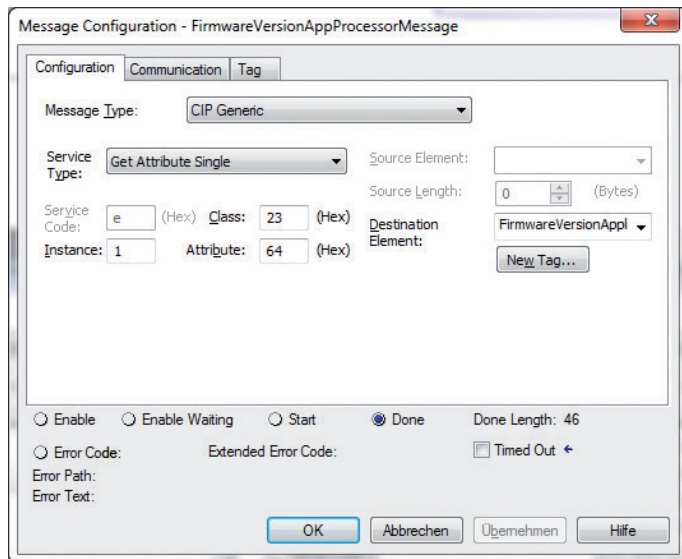 Message Configuration - FirmwareVersionAppProcessorMessage
Configuration Communication Tag
Message Type: CIP Generic
Service Type: Get Attribute Single
Source Element:
Source Length: 0 (Bytes)
Service Code: e (Hex) Class: 23 (Hex)
Destination Element: FirmwareVersionAppl
Instance: 1 Attribute: 64 (Hex)
New Tag...
Enable Enable Waiting Start Done Done Length: 46
Error Code: Extended Error Code: Timed Out
Error Path:
Error Text:
OK Abbrechen Übernehmen Hilfe